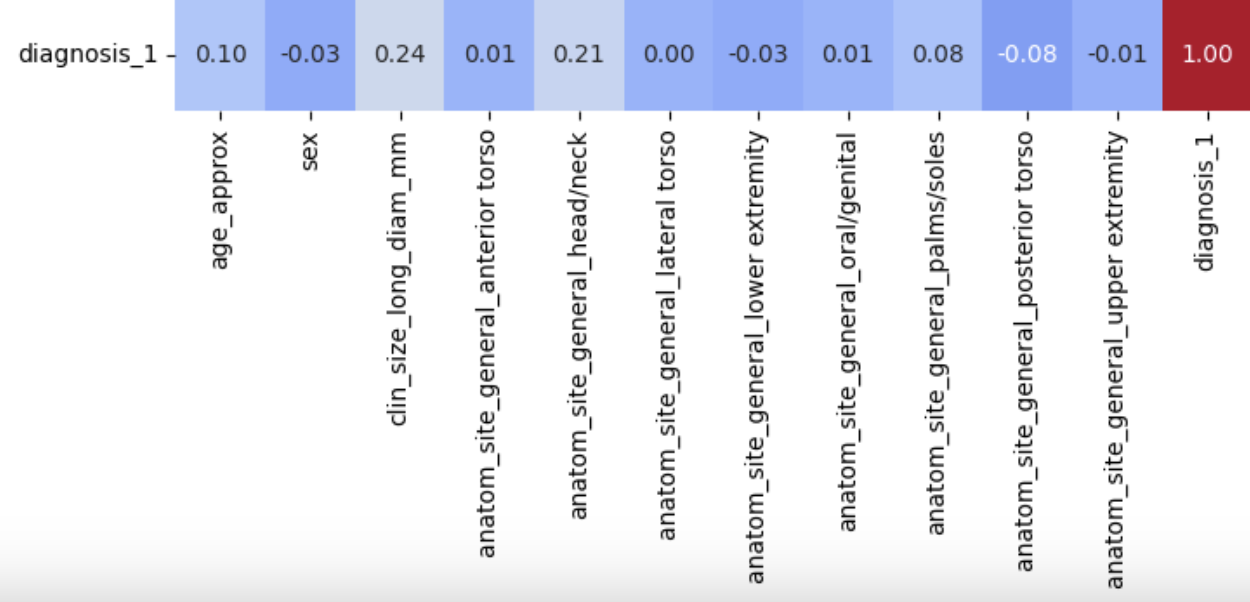 diagnosis_1
0.10 -0.03 0.24 0.01 0.21 0.00 -0.03 0.01 0.08 -0.08 -0.01 1.00
age_approx
sex
clin_size_long_diam_mm
anatom_site_general_anterior torso
anatom_site_general_head/neck
anatom_site_general_lateral torso
anatom_site_general_lower extremity
anatom_site_general_oral/genital
anatom_site_general_palms/soles
anatom_site_general_posterior torso
anatom_site_general_upper extremity
diagnosis_1